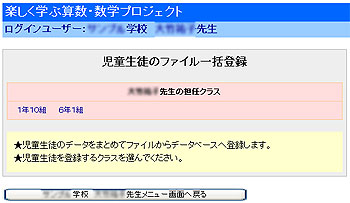 楽しく学ぶ算数・数学プロジェクト
ログインユーザー： 学校 先生
児童生徒のファイル一括登録
先生の担任クラス
1年10組 6年1組
★児童生徒のデータをまとめてファイルからデータベースへ登録します。
★児童生徒を登録するクラスを選んでください。
学校 先生メニュー画面へ戻る